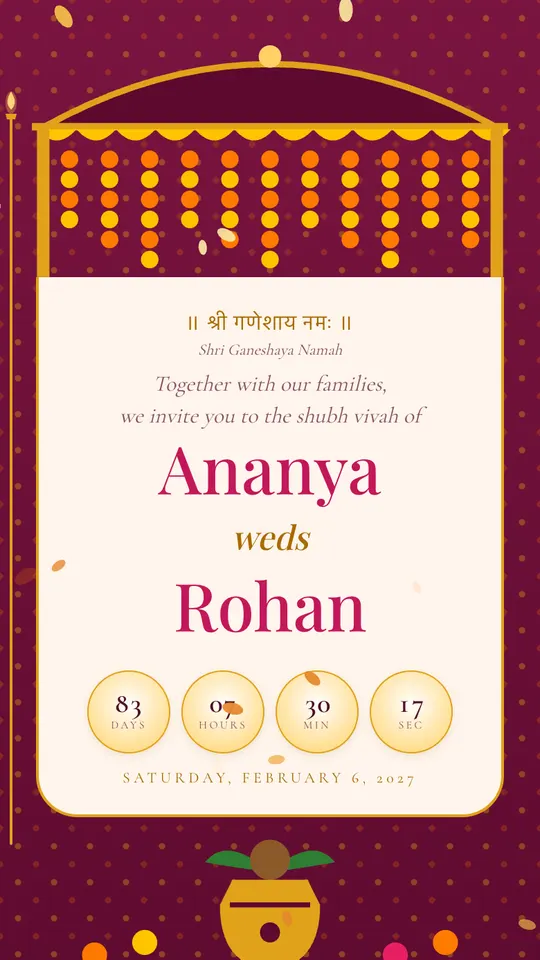 ॥ श्री गणेशाय नमः ॥
Shri Ganeshaya Namah
Together with our families,
we invite you to the shubh vivah of
Ananya
weds
Rohan
83 07 30 17
DAYS HOURS MIN SEC
SATURDAY, FEBRUARY 6, 2027